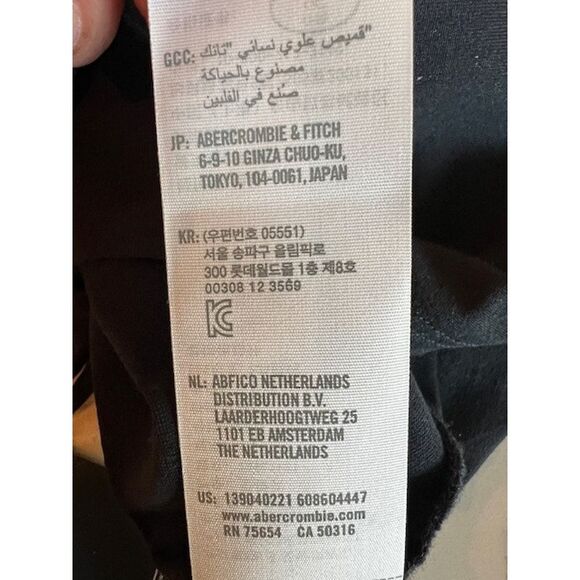 GCC: قميص علوي نسائي "تانك"
مصنوع بالحياكة
صُنع في الفلبين
JP: ABERCROMBIE & FITCH
6-9-10 GINZA CHUO-KU,
TOKYO, 104-0061, JAPAN
KR: (우편번호 05551)
서울 송파구 올림픽로
300 롯데월드몰 1층 제8호
00308 12 3569
NL: ABFICO NETHERLANDS
DISTRIBUTION B.V.
LAARDERHOOGTWEG 25
1101 EB AMSTERDAM
THE NETHERLANDS
US: 139040221 608604447
www.abercrombie.com
RN 75654 CA 50316